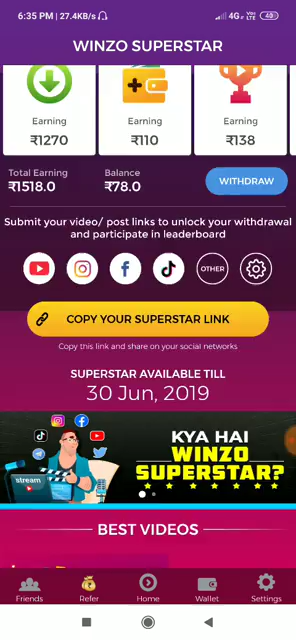 6:35 PM | 27.4KB/s 4G VoLTE 49
WINZO SUPERSTAR
Earning Earning Earning
₹1270 ₹110 ₹138
Total Earning Balance
₹1518.0 ₹78.0 WITHDRAW
Submit your video/ post links to unlock your withdrawal
and participate in leaderboard
OTHER
COPY YOUR SUPERSTAR LINK
Copy this link and share on your social networks
SUPERSTAR AVAILABLE TILL
30 Jun, 2019
KYA HAI
WINZO
SUPERSTAR?
stream
BEST VIDEOS
Friends Refer Home Wallet Settings